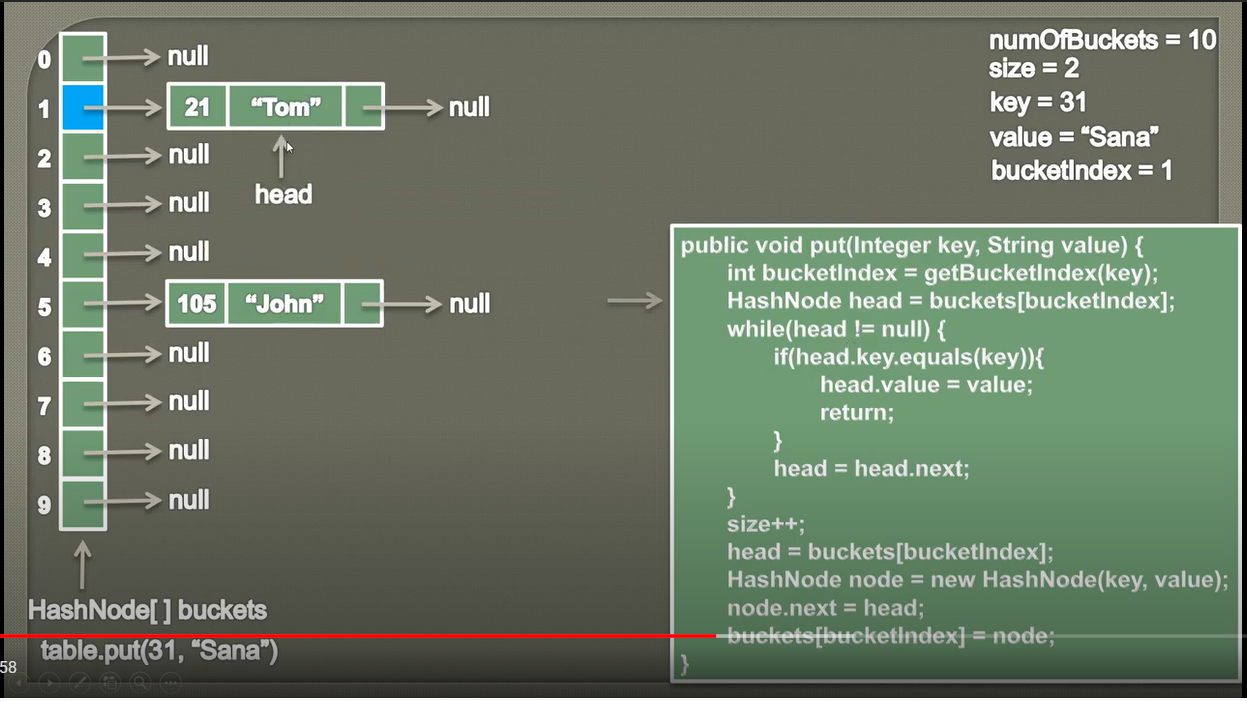 0 null
1 21 “Tom” null
2 null
head
3 null
4 null
5 105 “John” null
6 null
7 null
8 null
9 null
HashNode[ ] buckets
table.put(31, “Sana”)
58
numOfBuckets = 10
size = 2
key = 31
value = “Sana”
bucketIndex = 1
public void put(Integer key, String value) {
int bucketIndex = getBucketIndex(key);
HashNode head = buckets[bucketIndex];
while(head != null) {
if(head.key.equals(key)){
head.value = value;
return;
}
head = head.next;
}
size++;
head = buckets[bucketIndex];
HashNode node = new HashNode(key, value);
node.next = head;
buckets[bucketIndex] = node;
}